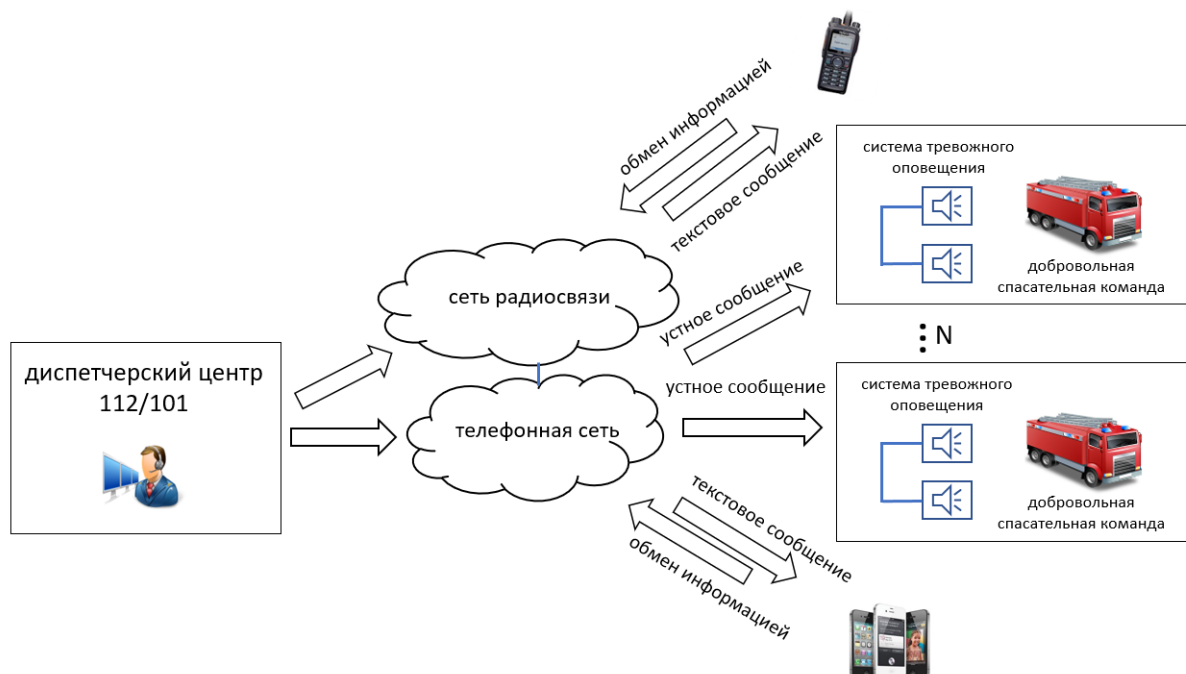 обмен информацией
текстовое сообщение
система тревожного
оповещения
добровольная
спасательная команда
сеть радиосвязи
устное сообщение
N
диспетчерский центр
112/101
телефонная сеть
устное сообщение
система тревожного
оповещения
добровольная
спасательная команда
текстовое сообщение
обмен информацией